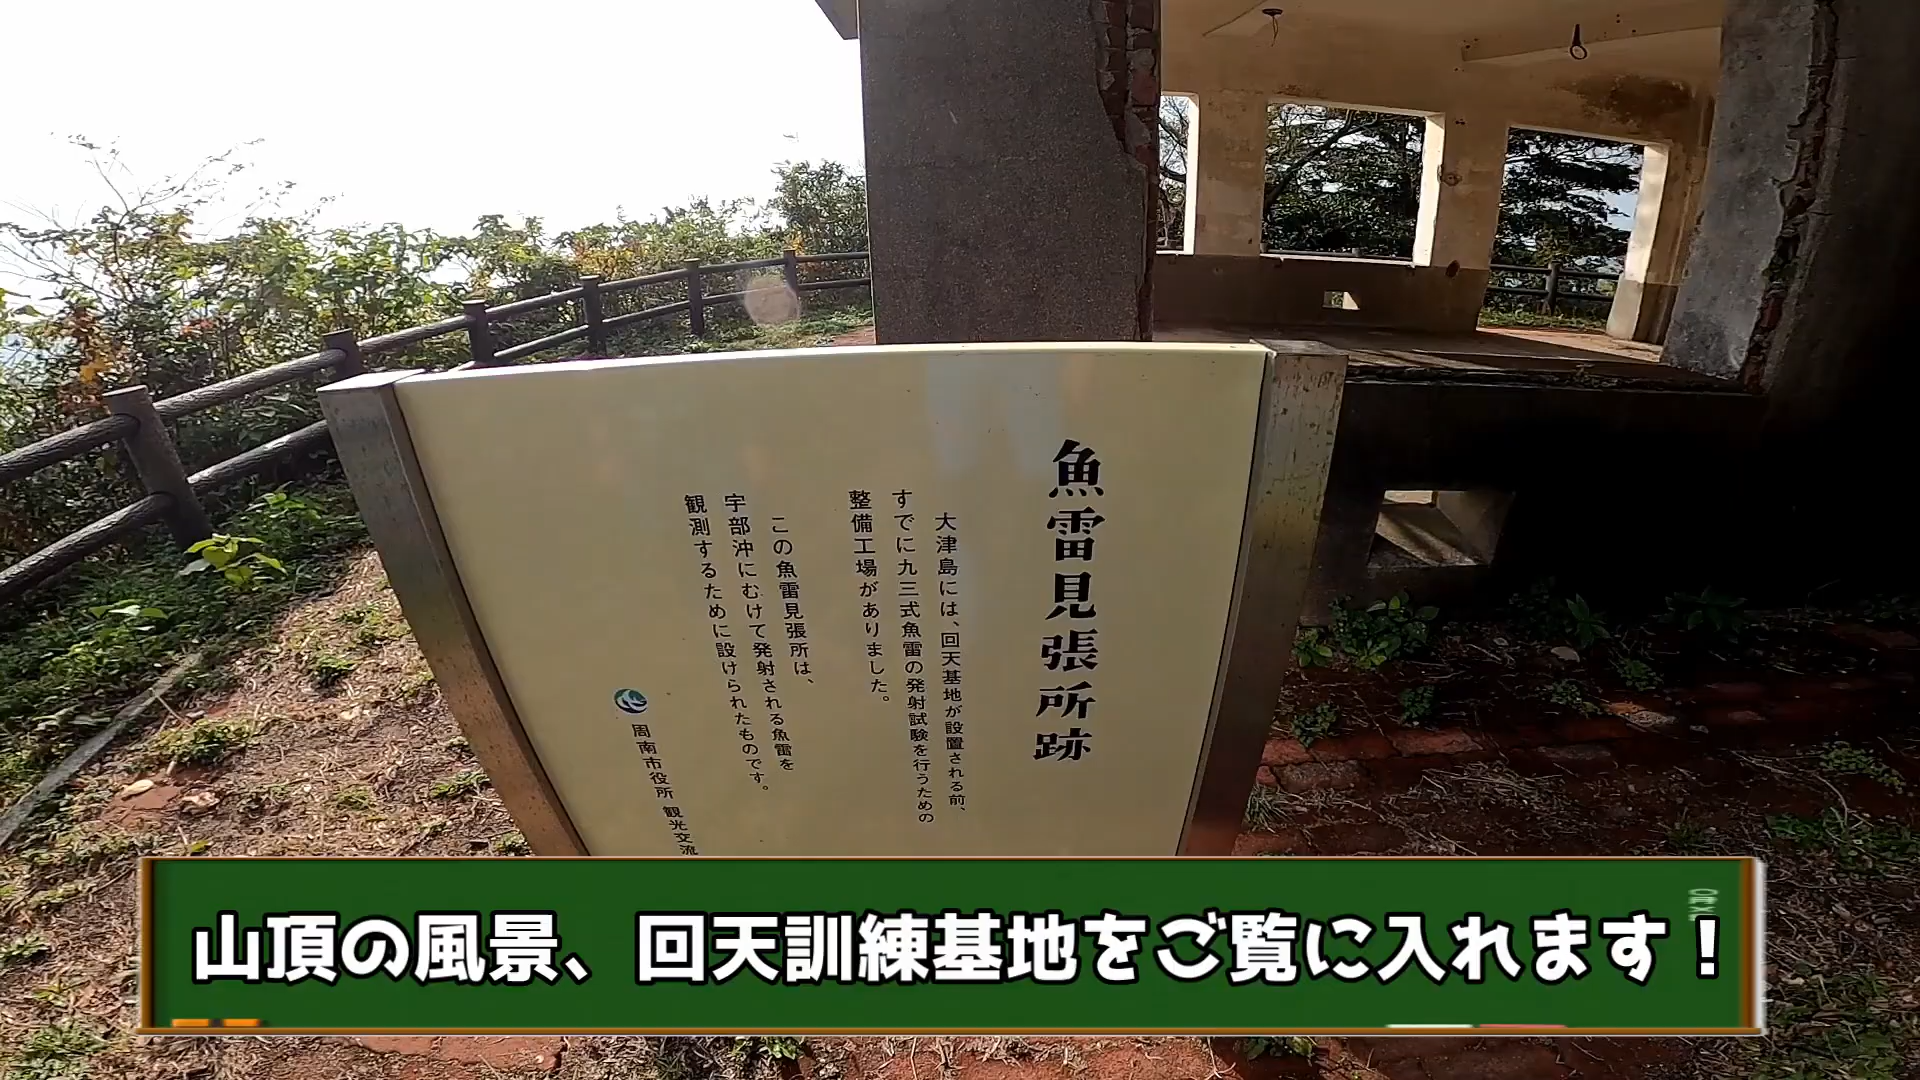 魚雷見張所跡
大津島には、回天基地が設置される前、
すでに九三式魚雷の発射試験を行うための
整備工場がありました。
この魚雷見張所は、
宇部沖にむけて発射される魚雷を
観測するために設けられたものです。
周南市役所 観光交流
山頂の風景、回天訓練基地をご覧に入れます！